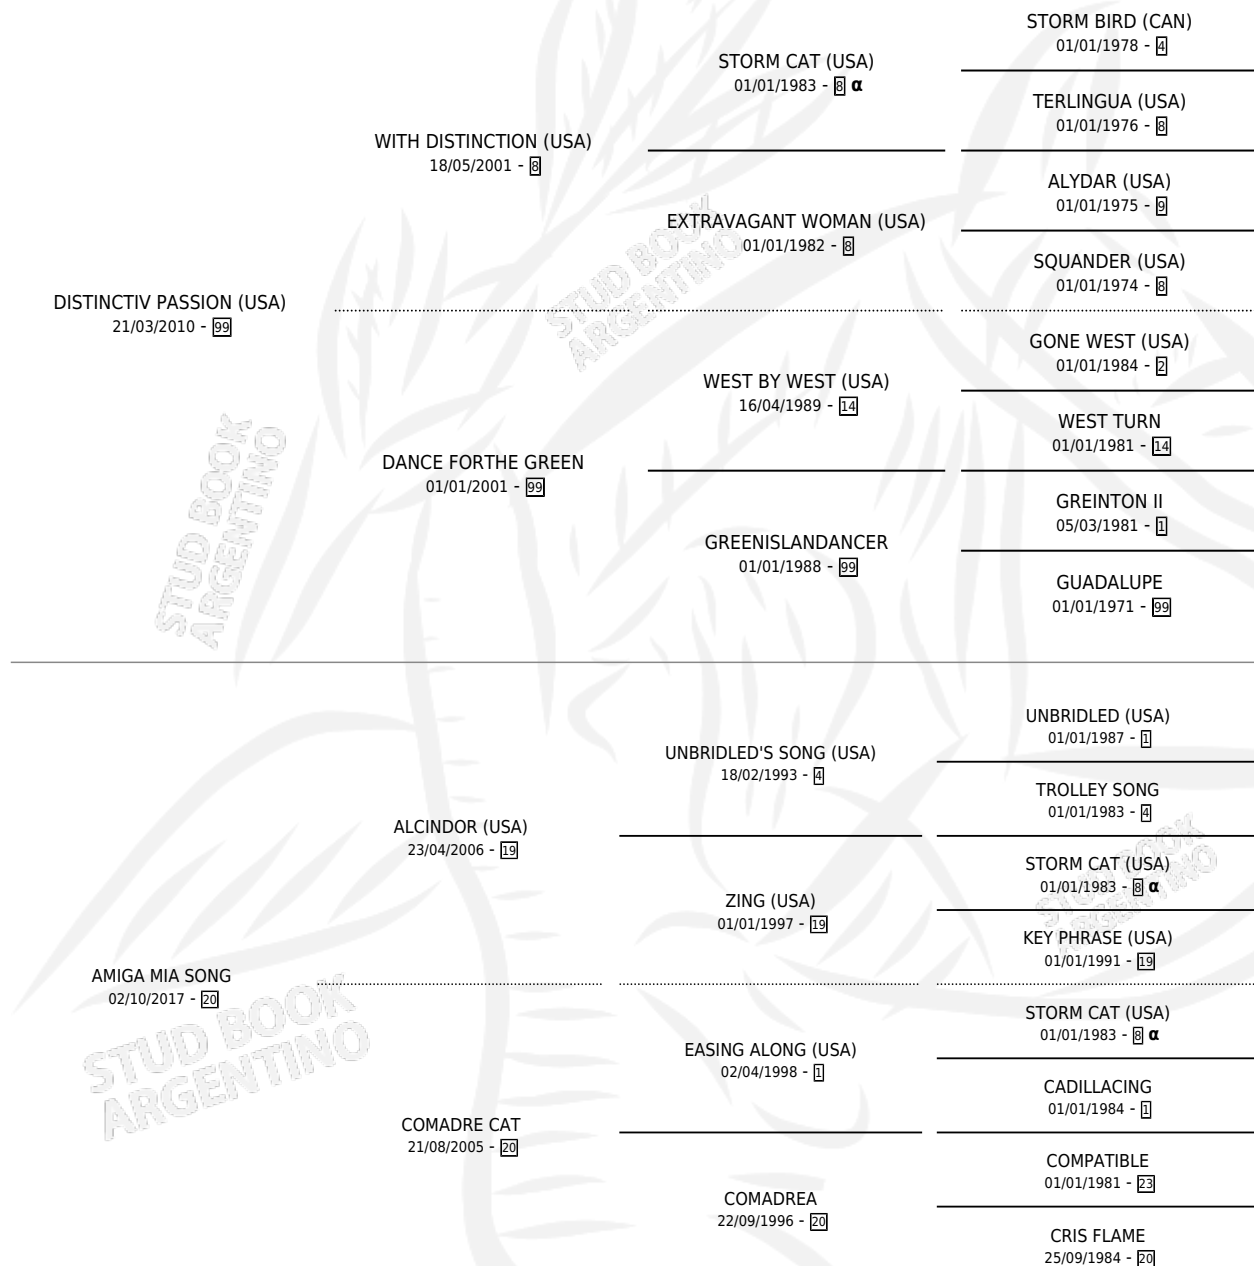 STORM BIRD (CAN)
01/01/1978 - 4
STORM CAT (USA)
01/01/1983 - 8 α
TERLINGUA (USA)
01/01/1976 - 8
WITH DISTINCTION (USA)
18/05/2001 - 8
ALYDAR (USA)
01/01/1975 - 9
EXTRAVAGANT WOMAN (USA)
01/01/1982 - 8
SQUANDER (USA)
01/01/1974 - 8
DISTINCTIV PASSION (USA)
21/03/2010 - 99
GONE WEST (USA)
01/01/1984 - 2
WEST BY WEST (USA)
16/04/1989 - 14
WEST TURN
01/01/1981 - 14
DANCE FORTHE GREEN
01/01/2001 - 99
GREINTON II
05/03/1981 - 1
GREENISLANDANCER
01/01/1988 - 99
GUADALUPE
01/01/1971 - 99
UNBRIDLED (USA)
01/01/1987 - 1
UNBRIDLED'S SONG (USA)
18/02/1993 - 4
TROLLEY SONG
01/01/1983 - 4
ALCINDOR (USA)
23/04/2006 - 19
STORM CAT (USA)
01/01/1983 - 8 α
ZING (USA)
01/01/1997 - 19
KEY PHRASE (USA)
01/01/1991 - 19
AMIGA MIA SONG
02/10/2017 - 20
STORM CAT (USA)
01/01/1983 - 8 α
EASING ALONG (USA)
02/04/1998 - 1
CADILLACING
01/01/1984 - 1
COMADRE CAT
21/08/2005 - 20
COMPATIBLE
01/01/1981 - 23
COMADREA
22/09/1996 - 20
CRIS FLAME
25/09/1984 - 20
STUD BOOK
ARGENTINO
STUD BOOK
ARGENTINO
STUD BOOK
ARGENTINO
STUD BOOK
ARGENTINO